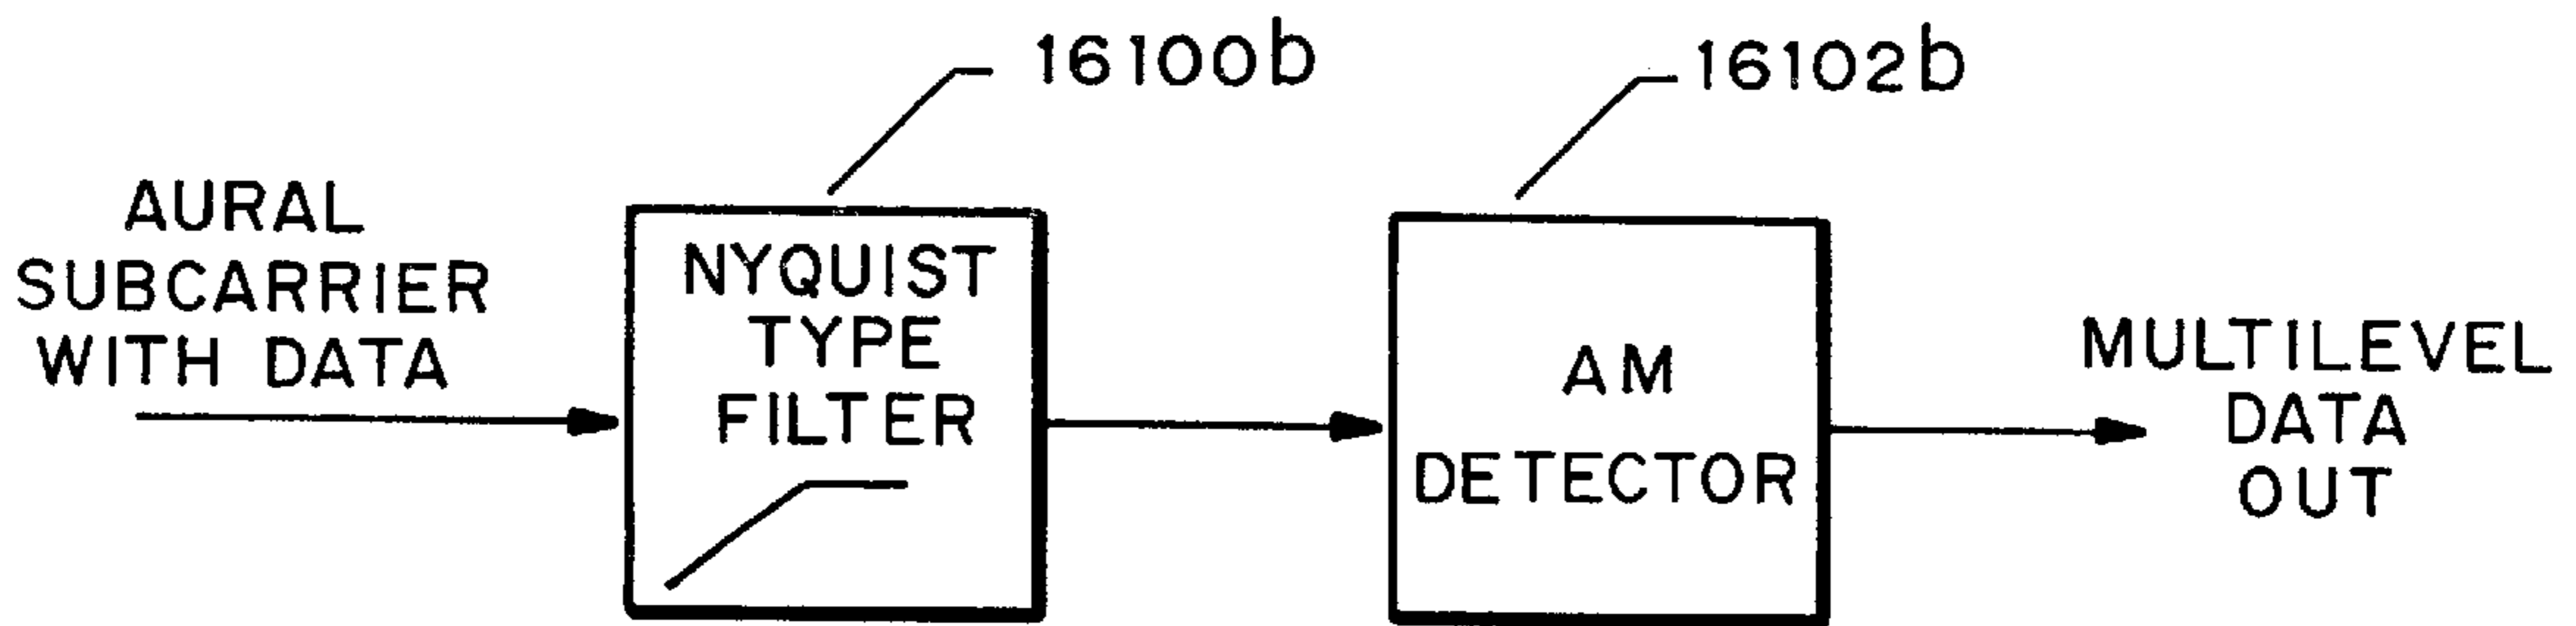 16100b
16102b
AURAL
SUBCARRIER
WITH DATA
NYQUIST
TYPE
FILTER
AM
DETECTOR
MULTILEVEL
DATA
OUT